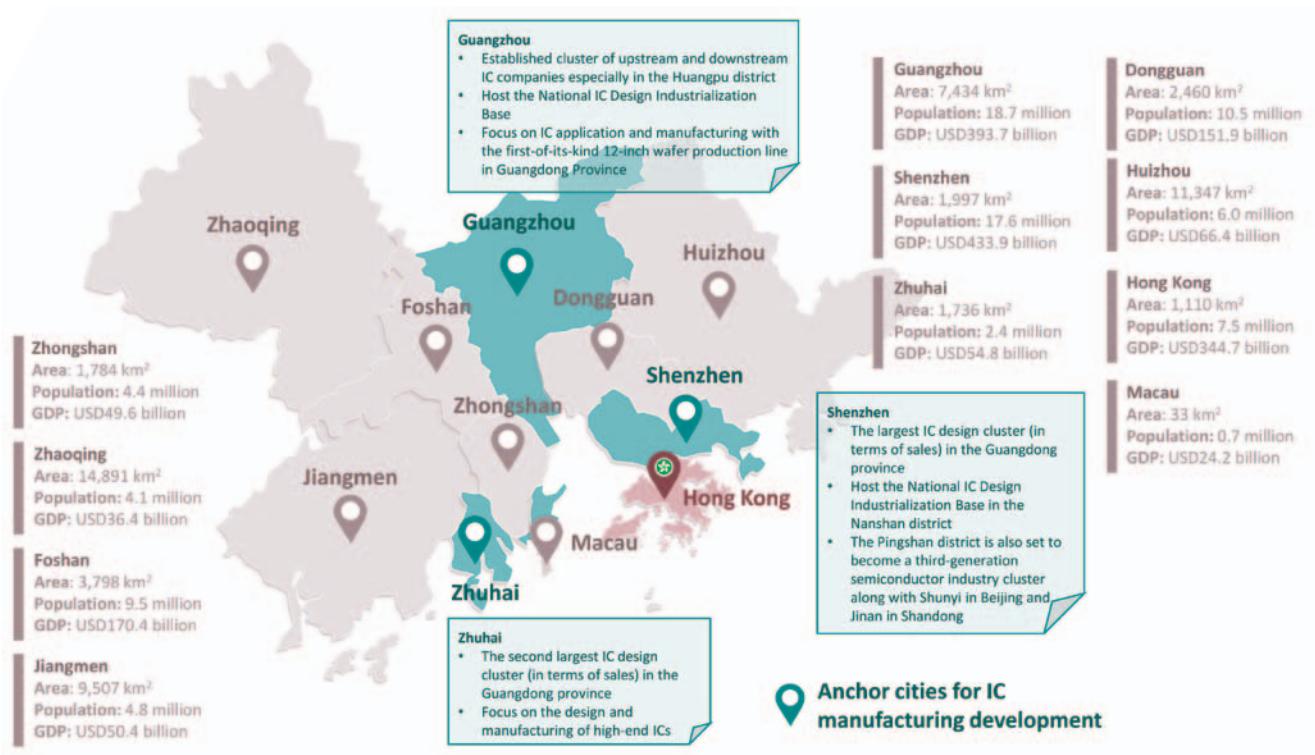 Guangzhou
• Established cluster of upstream and downstream
IC companies especially in the Huangpu district
• Host the National IC Design Industrialization
Base
• Focus on IC application and manufacturing with
the first-of-its-kind 12-inch wafer production line
in Guangdong Province
Guangzhou
Area: 7,434 km²
Population: 18.7 million
GDP: USD393.7 billion
Dongguan
Area: 2,460 km²
Population: 10.5 million
GDP: USD151.9 billion
Shenzhen
Area: 1,997 km²
Population: 17.6 million
GDP: USD433.9 billion
Huizhou
Area: 11,347 km²
Population: 6.0 million
GDP: USD66.4 billion
Zhuhai
Area: 1,736 km²
Population: 2.4 million
GDP: USD54.8 billion
Hong Kong
Area: 1,110 km²
Population: 7.5 million
GDP: USD344.7 billion
Macau
Area: 33 km²
Population: 0.7 million
GDP: USD24.2 billion
Zhaoqing
Guangzhou
Huizhou
Foshan
Dongguan
Shenzhen
Zhongshan
Jiangmen
Hong Kong
Macau
Zhuhai
Zhongshan
Area: 1,784 km²
Population: 4.4 million
GDP: USD49.6 billion
Zhaoqing
Area: 14,891 km²
Population: 4.1 million
GDP: USD36.4 billion
Foshan
Area: 3,798 km²
Population: 9.5 million
GDP: USD170.4 billion
Jiangmen
Area: 9,507 km²
Population: 4.8 million
GDP: USD50.4 billion
Shenzhen
• The largest IC design cluster (in
terms of sales) in the Guangdong
province
• Host the National IC Design
Industrialization Base in the
Nanshan district
• The Pingshan district is also set to
become a third-generation
semiconductor industry cluster
along with Shunyi in Beijing and
Jinan in Shandong
Zhuhai
• The second largest IC design
cluster (in terms of sales) in the
Guangdong province
• Focus on the design and
manufacturing of high-end ICs
Anchor cities for IC
manufacturing development